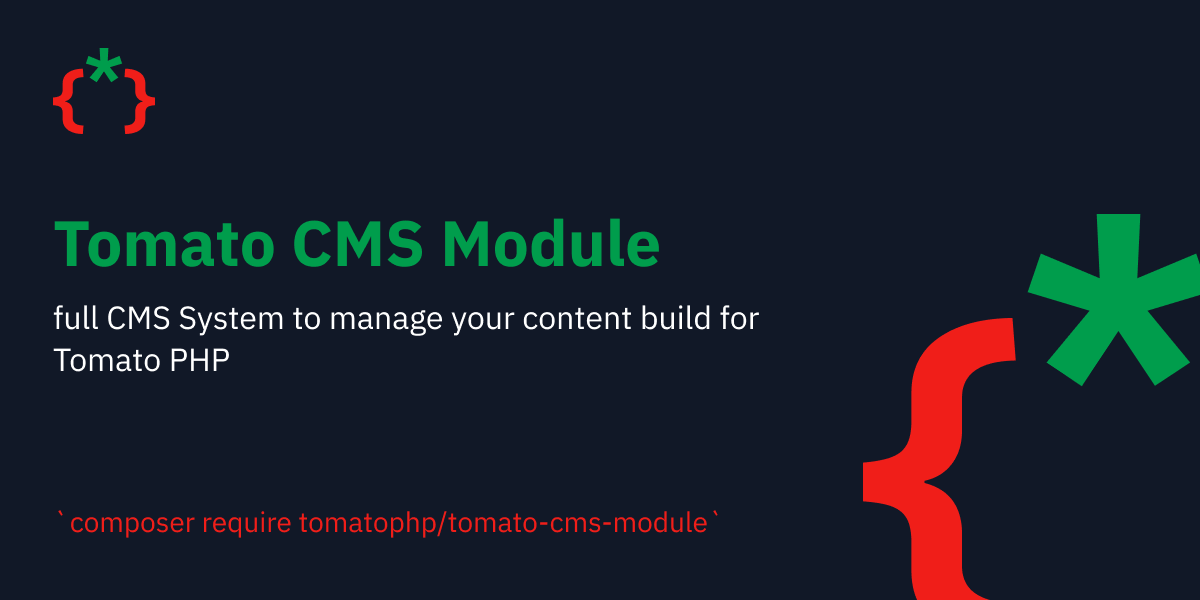 {*}
Tomato CMS Module
full CMS System to manage your content build for
Tomato PHP
`composer require tomatophp/tomato-cms-module`